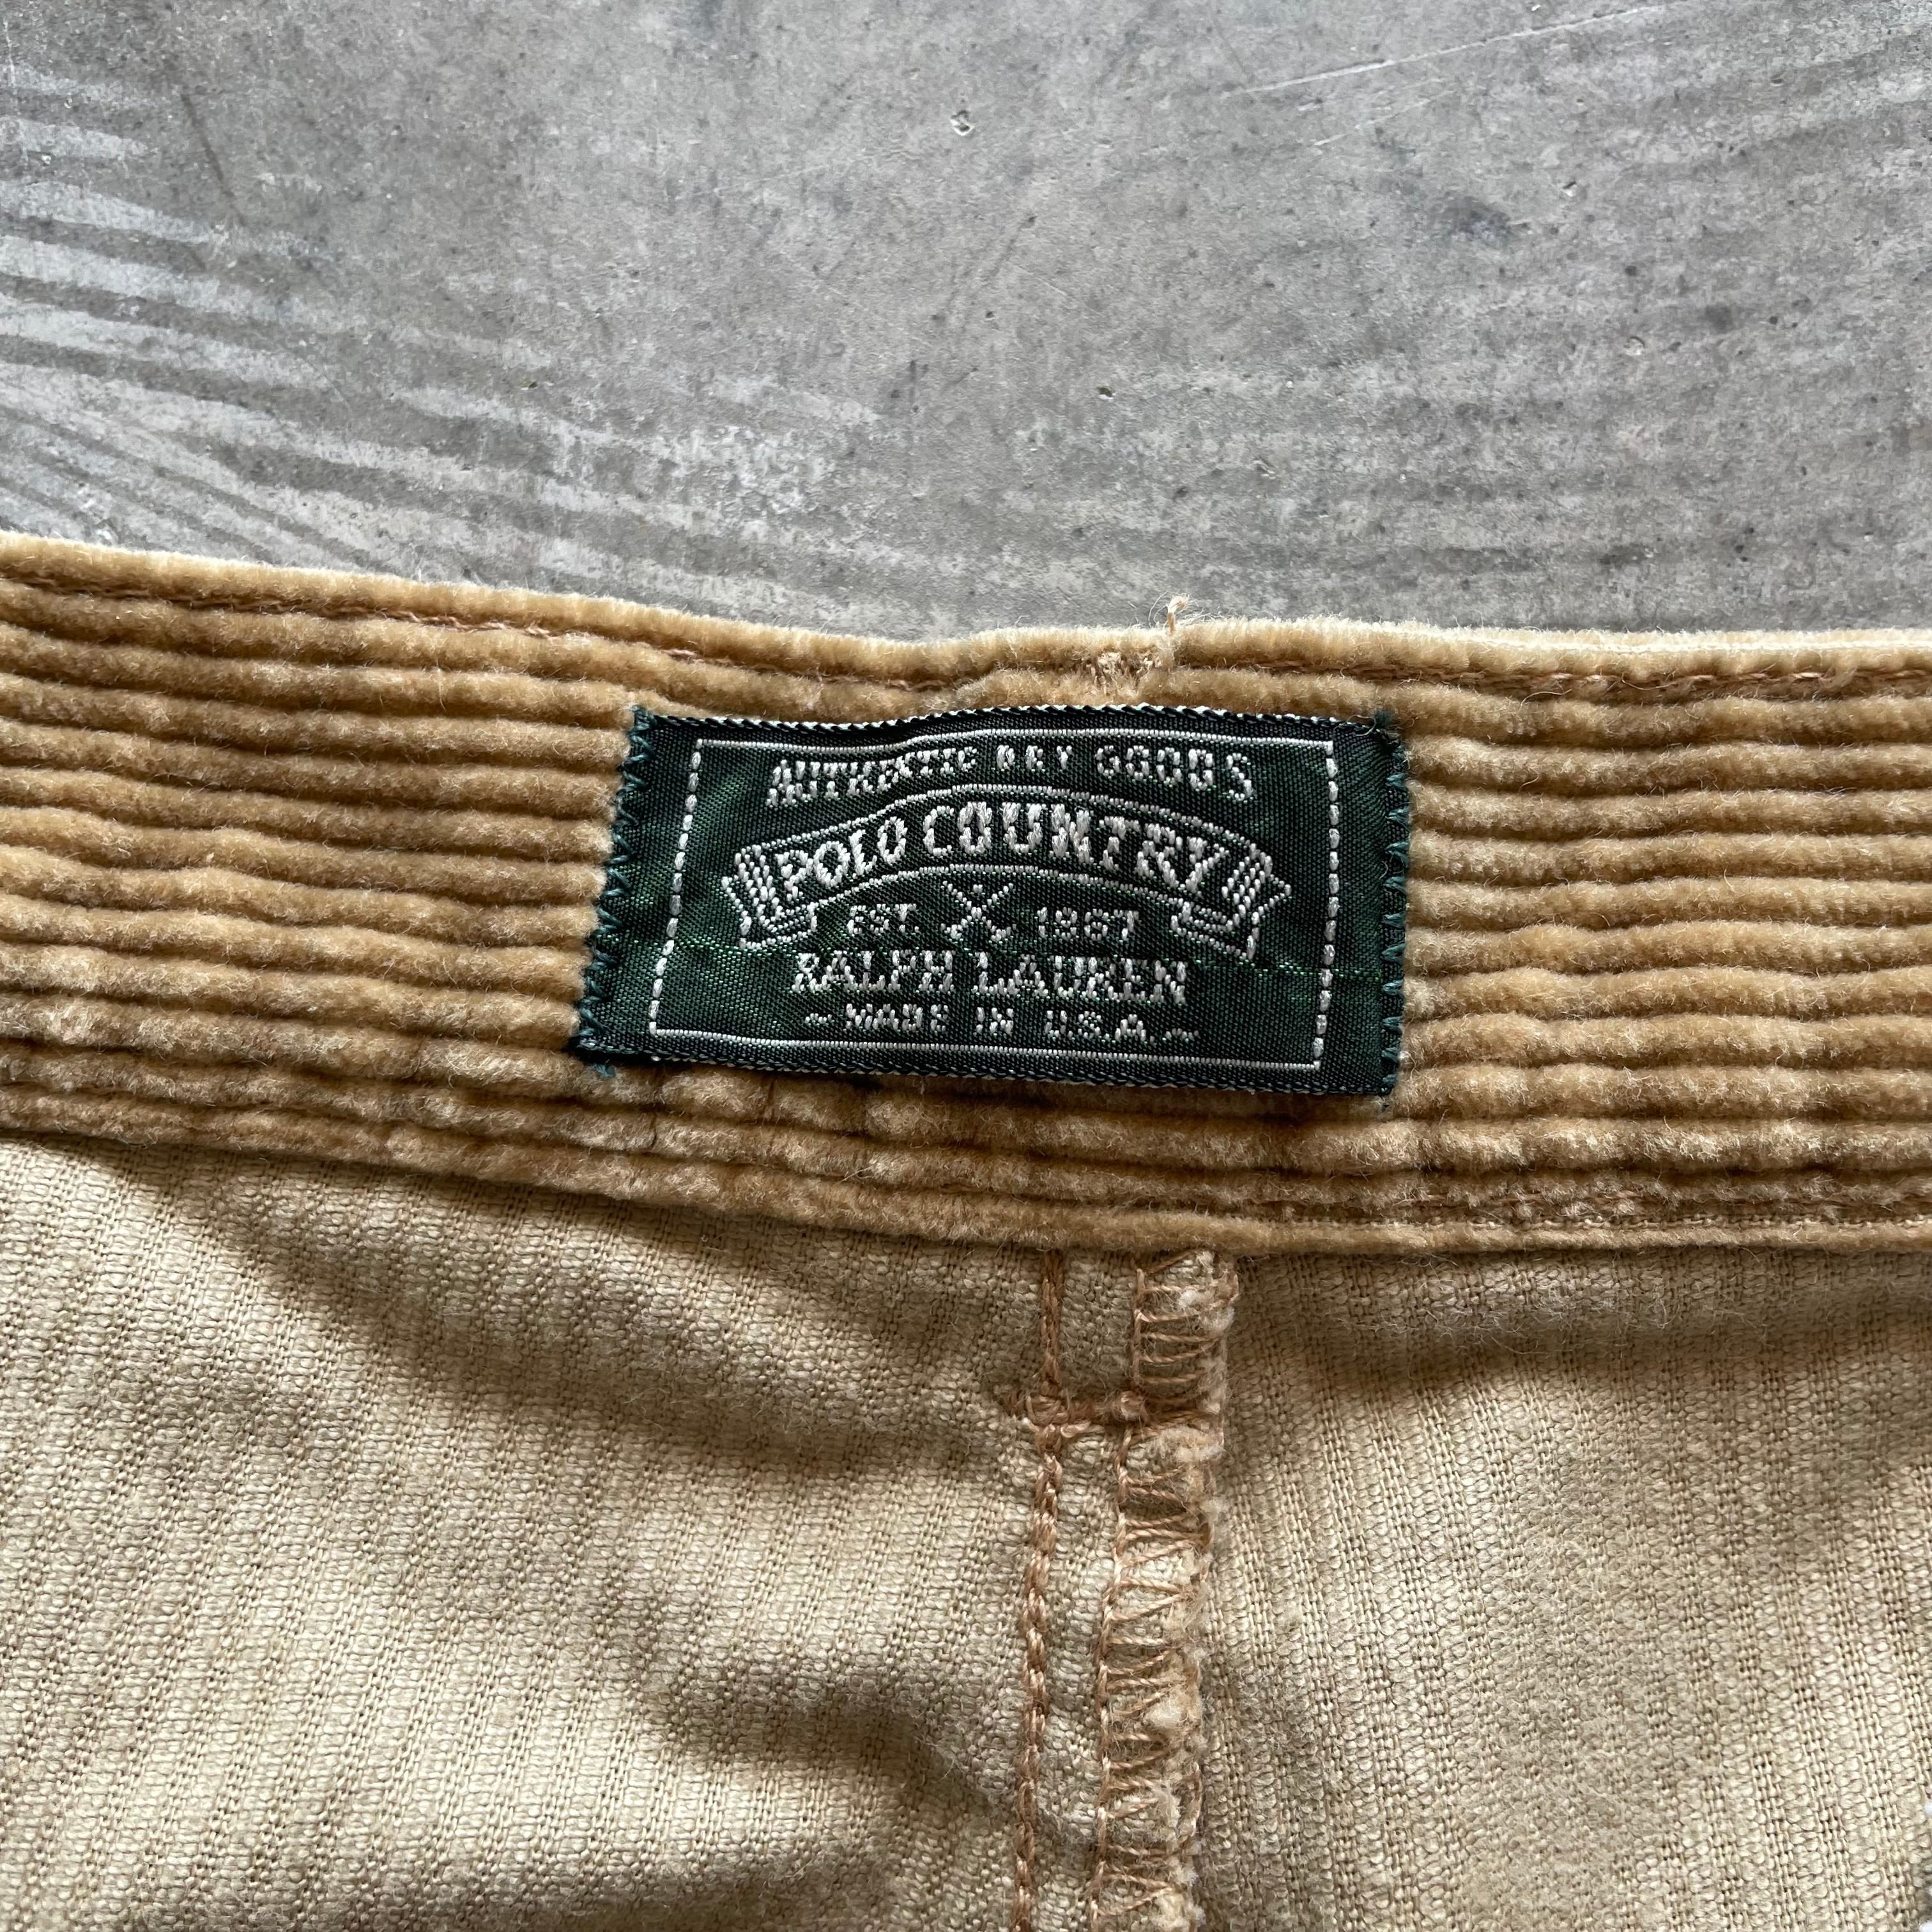 AUTHENTIC DRY GOODS
POLO COUNTRY
EST. 1967
RALPH LAUREN
~ MADE IN U.S.A. ~